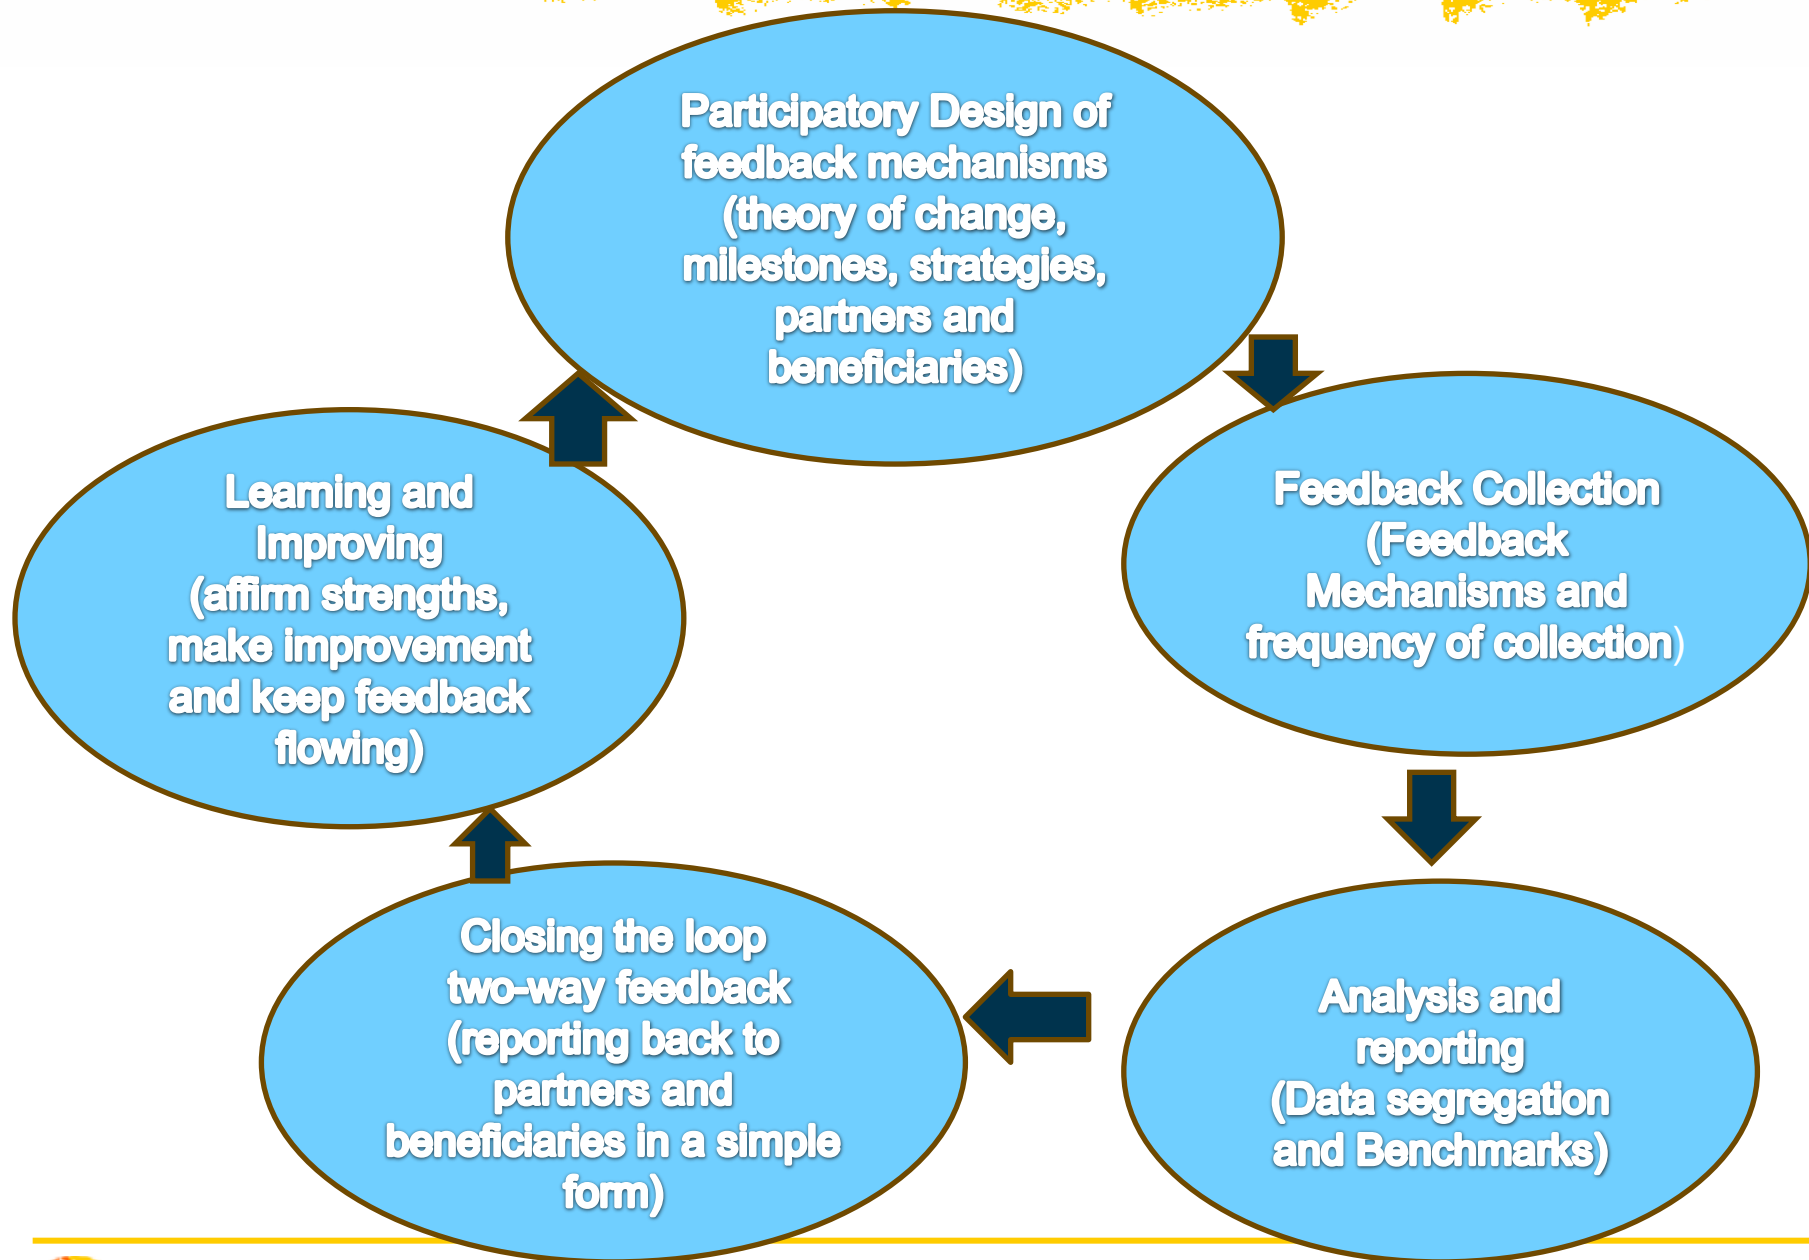 Participatory Design of
feedback mechanisms
(theory of change,
milestones, strategies,
partners and
beneficiaries)
Feedback Collection
(Feedback
Mechanisms and
frequency of collection)
Analysis and
reporting
(Data segregation
and Benchmarks)
Closing the loop
two-way feedback
(reporting back to
partners and
beneficiaries in a simple
form)
Learning and
Improving
(affirm strengths,
make improvement
and keep feedback
flowing)